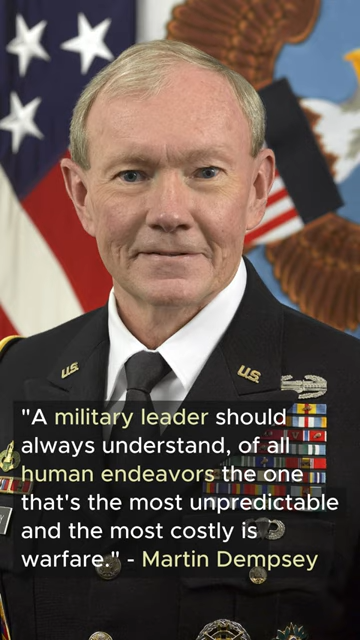 U.S.
U.S.
"A military leader should
always understand, of all
human endeavors the one
that's the most unpredictable
and the most costly is
warfare." - Martin Dempsey